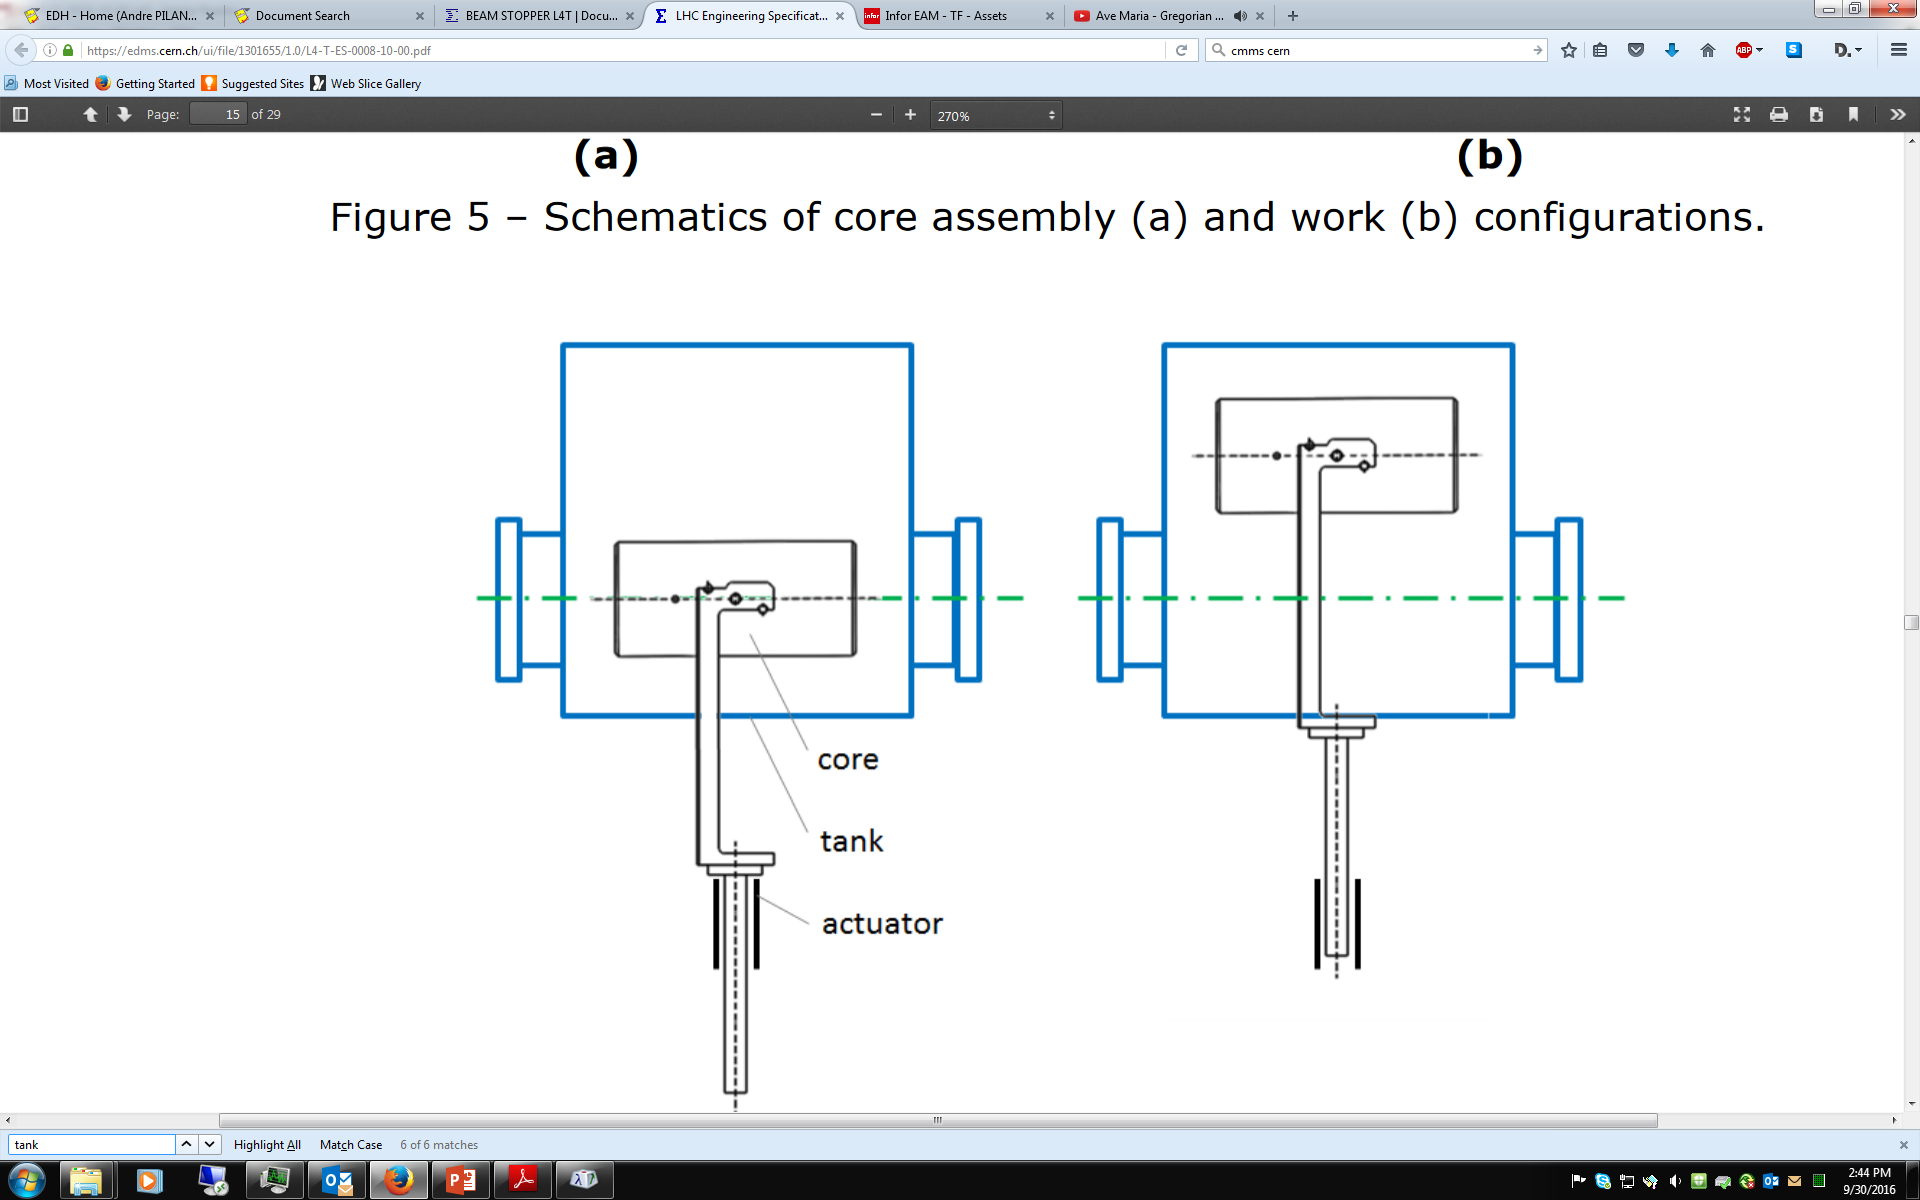 EDH - Home (Andre PILAN...
Document Search
BEAM STOPPER L4T | Docu...
LHC Engineering Specificat...
infor
Infor EAM - TF - Assets
Ave Maria - Gregorian ...
https://edms.cern.ch/ui/file/1301655/1.0/L4-T-ES-0008-10-00.pdf
cmms cern
ABP
S
D.
Most Visited
Getting Started
Suggested Sites
Web Slice Gallery
Page: 15 of 29
270%
(a)
(b)
Figure 5 – Schematics of core assembly (a) and work (b) configurations.
core
tank
actuator
tank
Highlight All
Match Case
6 of 6 matches
2:44 PM
9/30/2016